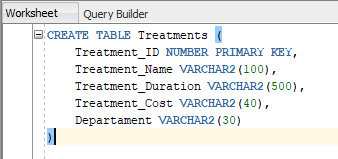 Worksheet Query Builder
CREATE TABLE Treatments (
Treatment_ID NUMBER PRIMARY KEY,
Treatment_Name VARCHAR2(100),
Treatment_Duration VARCHAR2(500),
Treatment_Cost VARCHAR2(40),
Departament VARCHAR2(30)
)